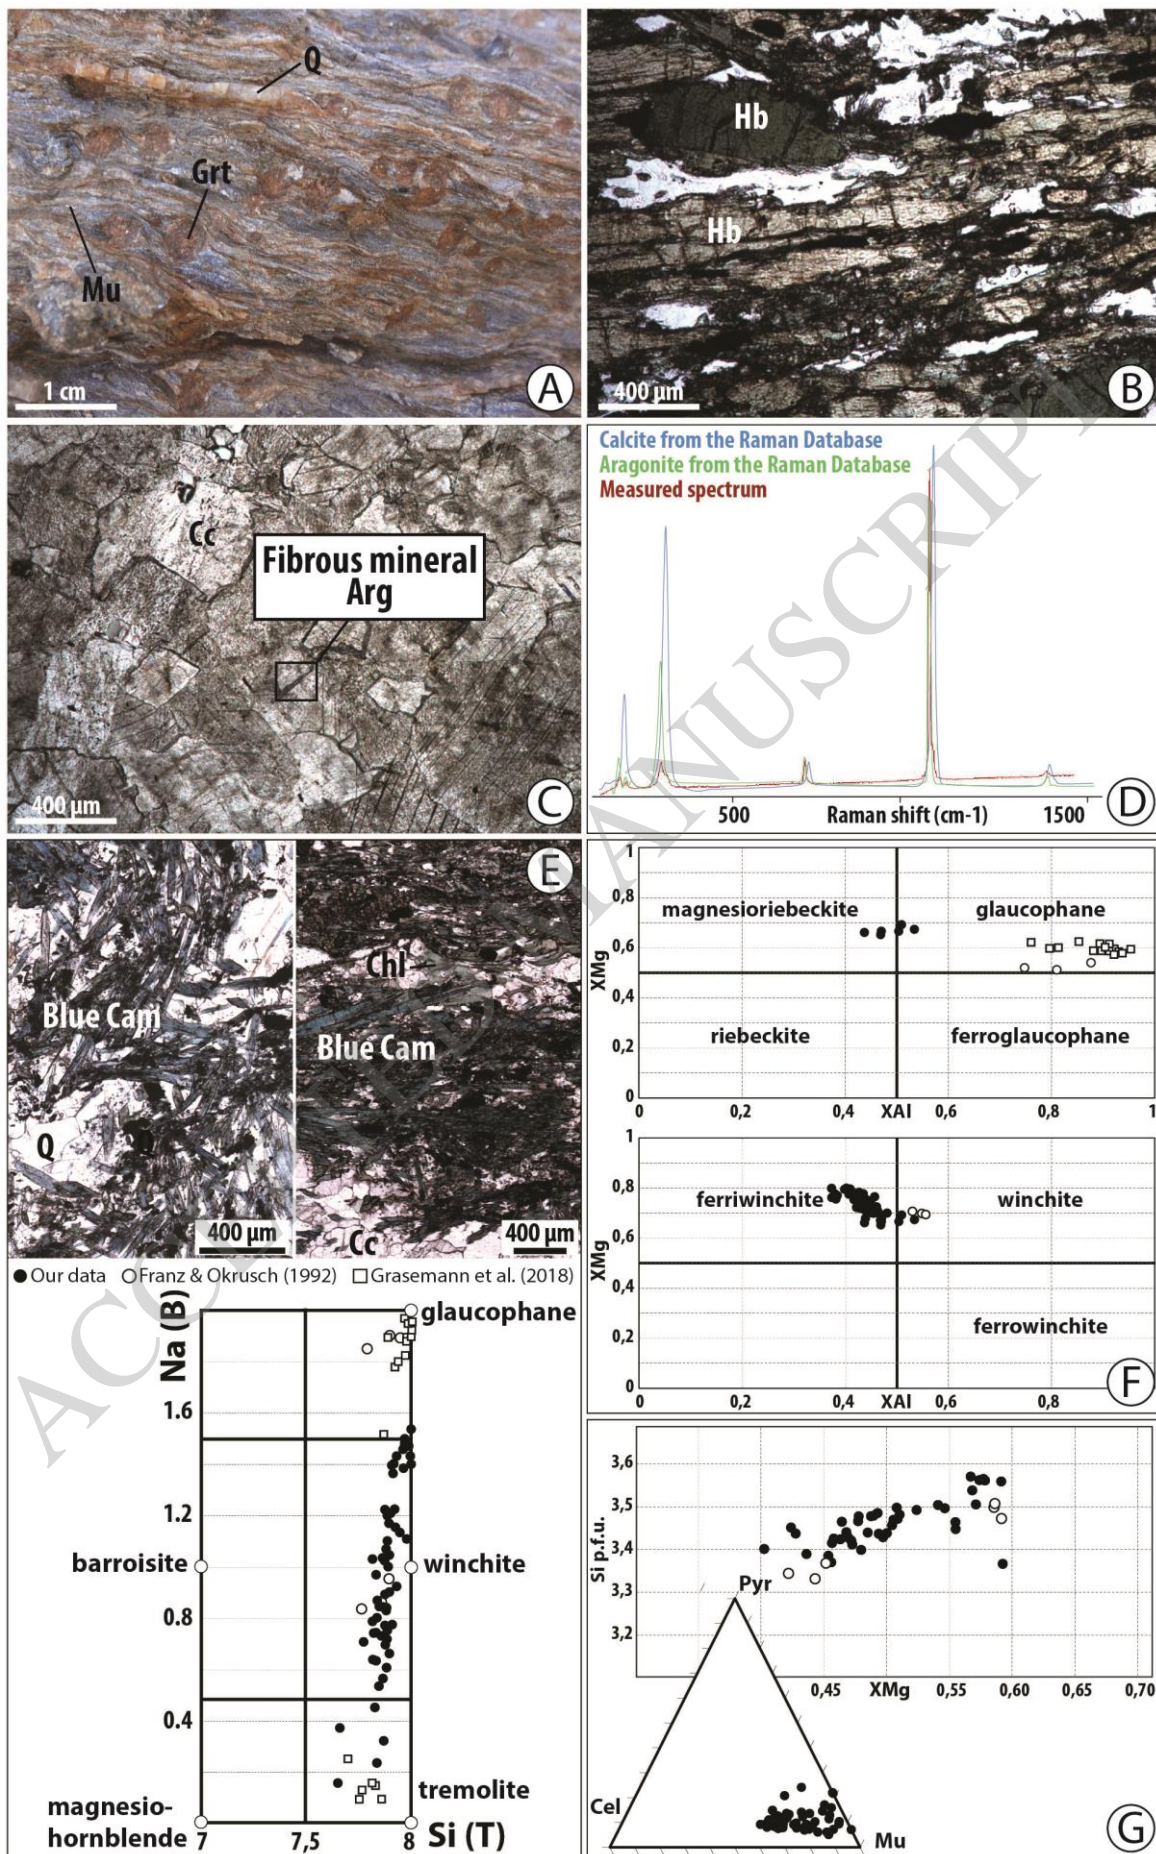 Q
Grt
Mu
1 cm
A
Hb
Hb
400 µm
B
Cc
Fibrous mineral
Arg
400 µm
C
Calcite from the Raman Database
Aragonite from the Raman Database
Measured spectrum
500
Raman shift (cm-1)
1500
D
E
Blue Cam
Q
Q
400 µm
Chl
Blue Cam
Cc
400 µm
● Our data ○ Franz & Okrusch (1992) □ Grasemann et al. (2018)
Na (B)
glaucophane
1.6
1.2
barroisite
winchite
0.8
0.4
tremolite
magnesio-
hornblende
7
7,5
8
Si (T)
1
0,8
XMg
0,6
0,4
0,2
0
magnesioriebeckite
glaucophane
riebeckite
ferroglaucophane
0
0,2
0,4
XAl
0,6
0,8
1
1
0,8
XMg
0,6
0,4
0,2
0
ferriwinchite
winchite
ferrowinchite
0
0,2
0,4
XAl
0,6
0,8
F
Si p.f.u.
3,6
3,5
3,4
3,3
3,2
0,45
XMg
0,55
0,60
0,65
0,70
Pyr
Cel
Mu
G
ACCEPTED MANUSCRIPT